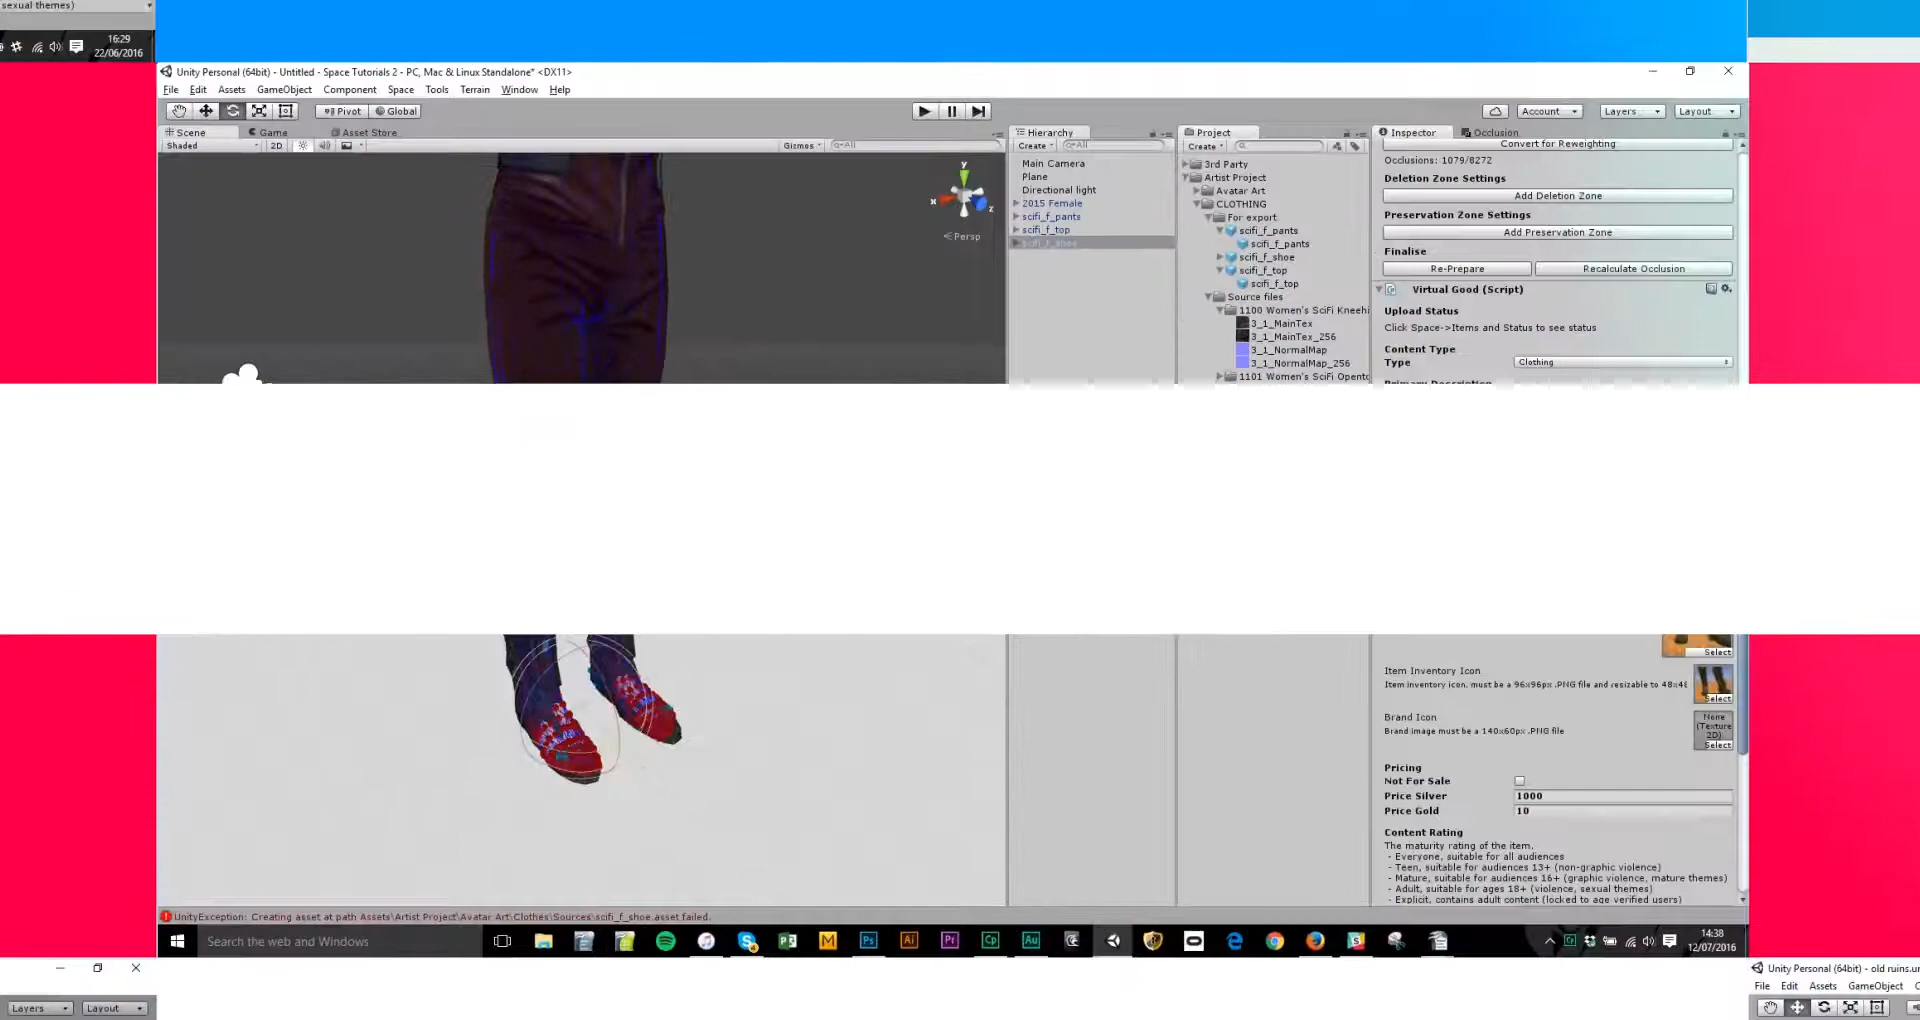 sexual themes)
16:29
22/06/2016
Unity Personal (64bit) - Untitled - Space Tutorials 2 - PC, Mac & Linux Standalone* <DX11>
File Edit Assets GameObject Component Space Tools Terrain Window Help
Pivot Global
Account Layers Layout
Scene Game Asset Store
Shaded 2D Gizmos All
Persp
y
x
z
Hierarchy
Create All
Main Camera
Plane
Directional light
2015 Female
scifi_f_pants
scifi_f_top
scifi_f_shoe
Project
Create
3rd Party
Artist Project
Avatar Art
CLOTHING
For export
scifi_f_pants
scifi_f_pants
scifi_f_shoe
scifi_f_top
scifi_f_top
Source files
1100 Women's SciFi Kneehi
3_1_MainTex
3_1_MainTex_256
3_1_NormalMap
3_1_NormalMap_256
1101 Women's SciFi Opento
Inspector Occlusion
Convert for Reweighting
Occlusions: 1079/8272
Deletion Zone Settings
Add Deletion Zone
Preservation Zone Settings
Add Preservation Zone
Finalise
Re-Prepare Recalculate Occlusion
Virtual Good (Script)
Upload Status
Click Space->Items and Status to see status
Content Type
Type Clothing
Primary Description
Select
Item Inventory Icon
Item inventory icon, must be a 96x96px .PNG file and resizable to 48x48
Select
Brand Icon
Brand image must be a 140x60px .PNG file
None
(Texture
2D)
Select
Pricing
Not For Sale
Price Silver 1000
Price Gold 10
Content Rating
The maturity rating of the item.
- Everyone, suitable for all audiences
- Teen, suitable for audiences 13+ (non-graphic violence)
- Mature, suitable for audiences 16+ (graphic violence, mature themes)
- Adult, suitable for ages 18+ (violence, sexual themes)
- Explicit, contains adult content (locked to age verified users)
UnityException: Creating asset at path Assets\Artist Project\Avatar Art\Clothes\Sources\scifi_f_shoe.asset failed.
Search the web and Windows
Ps Ai Pr Cp Au
14:38
12/07/2016
Layers Layout
Unity Personal (64bit) - old ruins.un
File Edit Assets GameObject